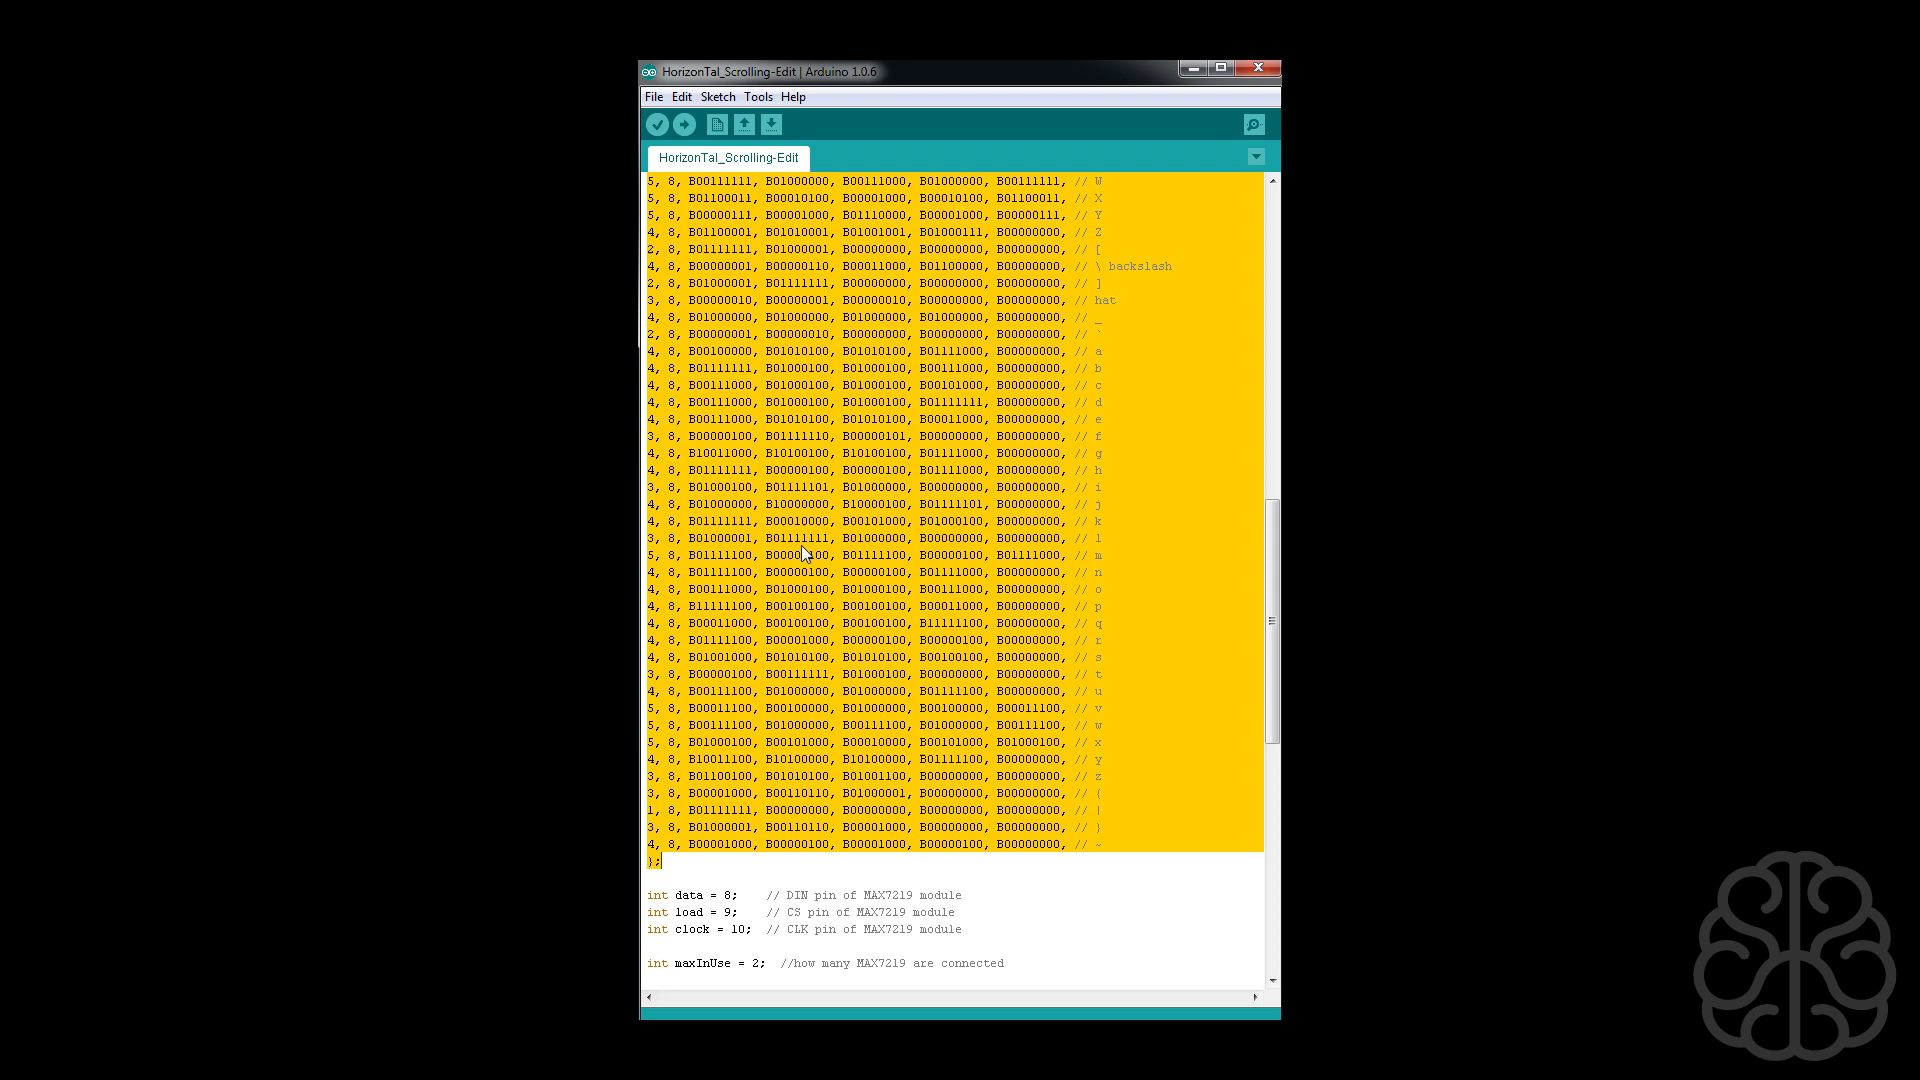 HorizonTal_Scrolling-Edit | Arduino 1.0.6
File Edit Sketch Tools Help
HorizonTal_Scrolling-Edit
5, 8, B00111111, B01000000, B00111000, B01000000, B00111111, // W
5, 8, B01100011, B00010100, B00001000, B00010100, B01100011, // X
5, 8, B00000111, B00001000, B01110000, B00001000, B00000111, // Y
4, 8, B01100001, B01010001, B01001001, B01000111, B00000000, // Z
2, 8, B01111111, B01000001, B00000000, B00000000, B00000000, // [
4, 8, B00000001, B00000110, B00011000, B01100000, B00000000, // \ backslash
2, 8, B01000001, B01111111, B00000000, B00000000, B00000000, // ]
3, 8, B00000010, B00000001, B00000010, B00000000, B00000000, // hat
4, 8, B01000000, B01000000, B01000000, B01000000, B00000000, // _
2, 8, B00000001, B00000010, B00000000, B00000000, B00000000, // `
4, 8, B00100000, B01010100, B01010100, B01111000, B00000000, // a
4, 8, B01111111, B01000100, B01000100, B00111000, B00000000, // b
4, 8, B00111000, B01000100, B01000100, B00101000, B00000000, // c
4, 8, B00111000, B01000100, B01000100, B01111111, B00000000, // d
4, 8, B00111000, B01010100, B01010100, B00011000, B00000000, // e
3, 8, B00000100, B01111110, B00000101, B00000000, B00000000, // f
4, 8, B10011000, B10100100, B10100100, B01111000, B00000000, // g
4, 8, B01111111, B00000100, B00000100, B01111000, B00000000, // h
3, 8, B01000100, B01111101, B01000000, B00000000, B00000000, // i
4, 8, B01000000, B10000000, B10000100, B01111101, B00000000, // j
4, 8, B01111111, B00010000, B00101000, B01000100, B00000000, // k
3, 8, B01000001, B01111111, B01000000, B00000000, B00000000, // l
5, 8, B01111100, B00000100, B01111100, B00000100, B01111000, // m
4, 8, B01111100, B00000100, B00000100, B01111000, B00000000, // n
4, 8, B00111000, B01000100, B01000100, B00111000, B00000000, // o
4, 8, B11111100, B00100100, B00100100, B00011000, B00000000, // p
4, 8, B00011000, B00100100, B00100100, B11111100, B00000000, // q
4, 8, B01111100, B00001000, B00000100, B00000100, B00000000, // r
4, 8, B01001000, B01010100, B01010100, B00100100, B00000000, // s
3, 8, B00000100, B00111111, B01000100, B00000000, B00000000, // t
4, 8, B00111100, B01000000, B01000000, B01111100, B00000000, // u
5, 8, B00011100, B00100000, B01000000, B00100000, B00011100, // v
5, 8, B00111100, B01000000, B00111100, B01000000, B00111100, // w
5, 8, B01000100, B00101000, B00010000, B00101000, B01000100, // x
4, 8, B10011100, B10100000, B10100000, B01111100, B00000000, // y
3, 8, B01100100, B01010100, B01001100, B00000000, B00000000, // z
3, 8, B00001000, B00110110, B01000001, B00000000, B00000000, // {
1, 8, B01111111, B00000000, B00000000, B00000000, B00000000, // |
3, 8, B01000001, B00110110, B00001000, B00000000, B00000000, // }
4, 8, B00001000, B00000100, B00001000, B00000100, B00000000, // ~
};
int data = 8; // DIN pin of MAX7219 module
int load = 9; // CS pin of MAX7219 module
int clock = 10; // CLK pin of MAX7219 module
int maxInUse = 2; //how many MAX7219 are connected